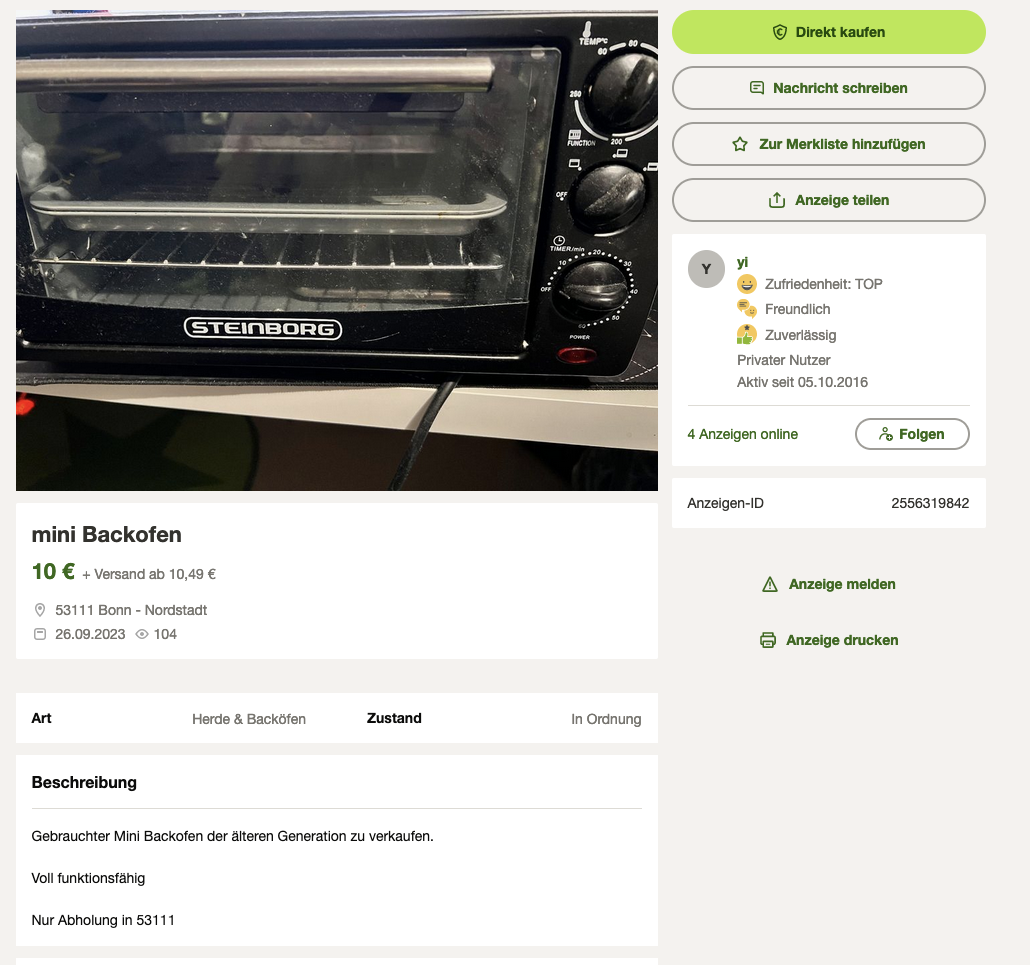 TEMP°C
60
80
250
200
FUNCTION
OFF
TIMER/min
10
20
30
OFF
40
60
50
POWER
STEINBORG
mini Backofen
10 € + Versand ab 10,49 €
53111 Bonn - Nordstadt
26.09.2023 104
Art Herde & Backöfen Zustand In Ordnung
Beschreibung
Gebrauchter Mini Backofen der älteren Generation zu verkaufen.
Voll funktionsfähig
Nur Abholung in 53111
Direkt kaufen
Nachricht schreiben
Zur Merkliste hinzufügen
Anzeige teilen
Y
yi
Zufriedenheit: TOP
Freundlich
Zuverlässig
Privater Nutzer
Aktiv seit 05.10.2016
4 Anzeigen online Folgen
Anzeigen-ID 2556319842
Anzeige melden
Anzeige drucken